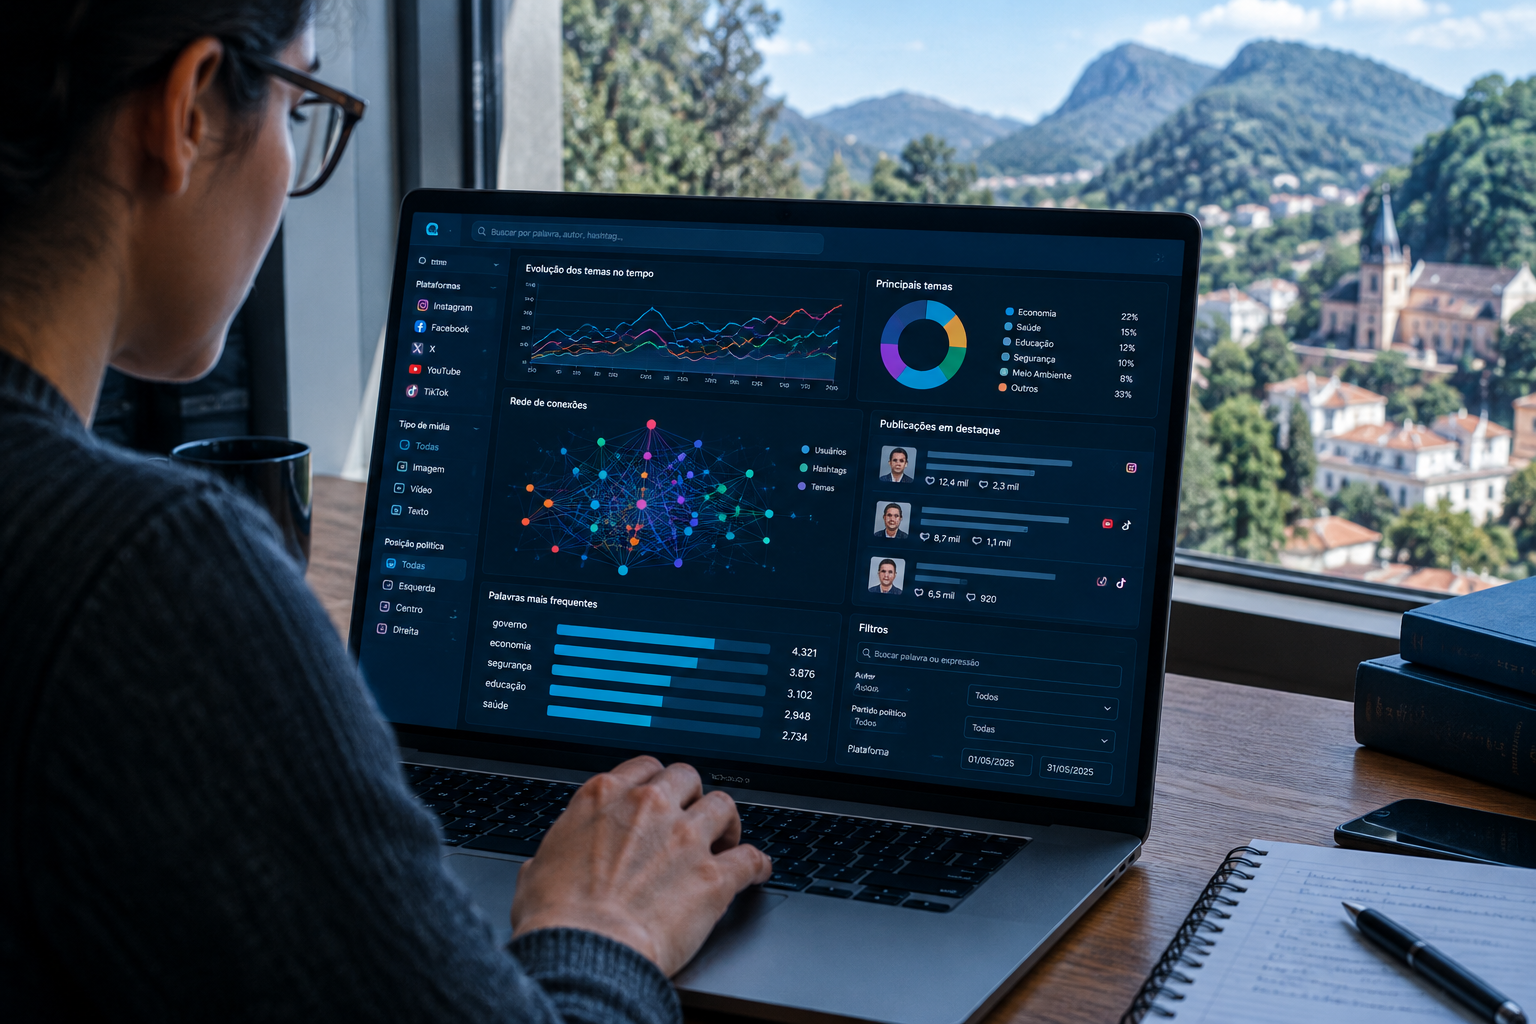 Buscar por palavra, autor, hashtag...
Plataformas
Instagram
Facebook
X
YouTube
TikTok
Tipo de mídia
Todas
Imagem
Vídeo
Texto
Posição política
Todas
Esquerda
Centro
Direita
Evolução dos temas no tempo
Principais temas
Economia 22%
Saúde 15%
Educação 12%
Segurança 10%
Meio Ambiente 8%
Outros 33%
Rede de conexões
Usuários
Hashtags
Temas
Publicações em destaque
12,4 mil 2,3 mil
8,7 mil 1,1 mil
6,5 mil 920
Palavras mais frequentes
governo 4.321
economia 3.876
segurança 3.102
educação 2,948
saúde 2.734
Filtros
Buscar palavra ou expressão
Autor
Todos
Partido político
Todos
Todas
Plataforma
01/05/2025 31/05/2025